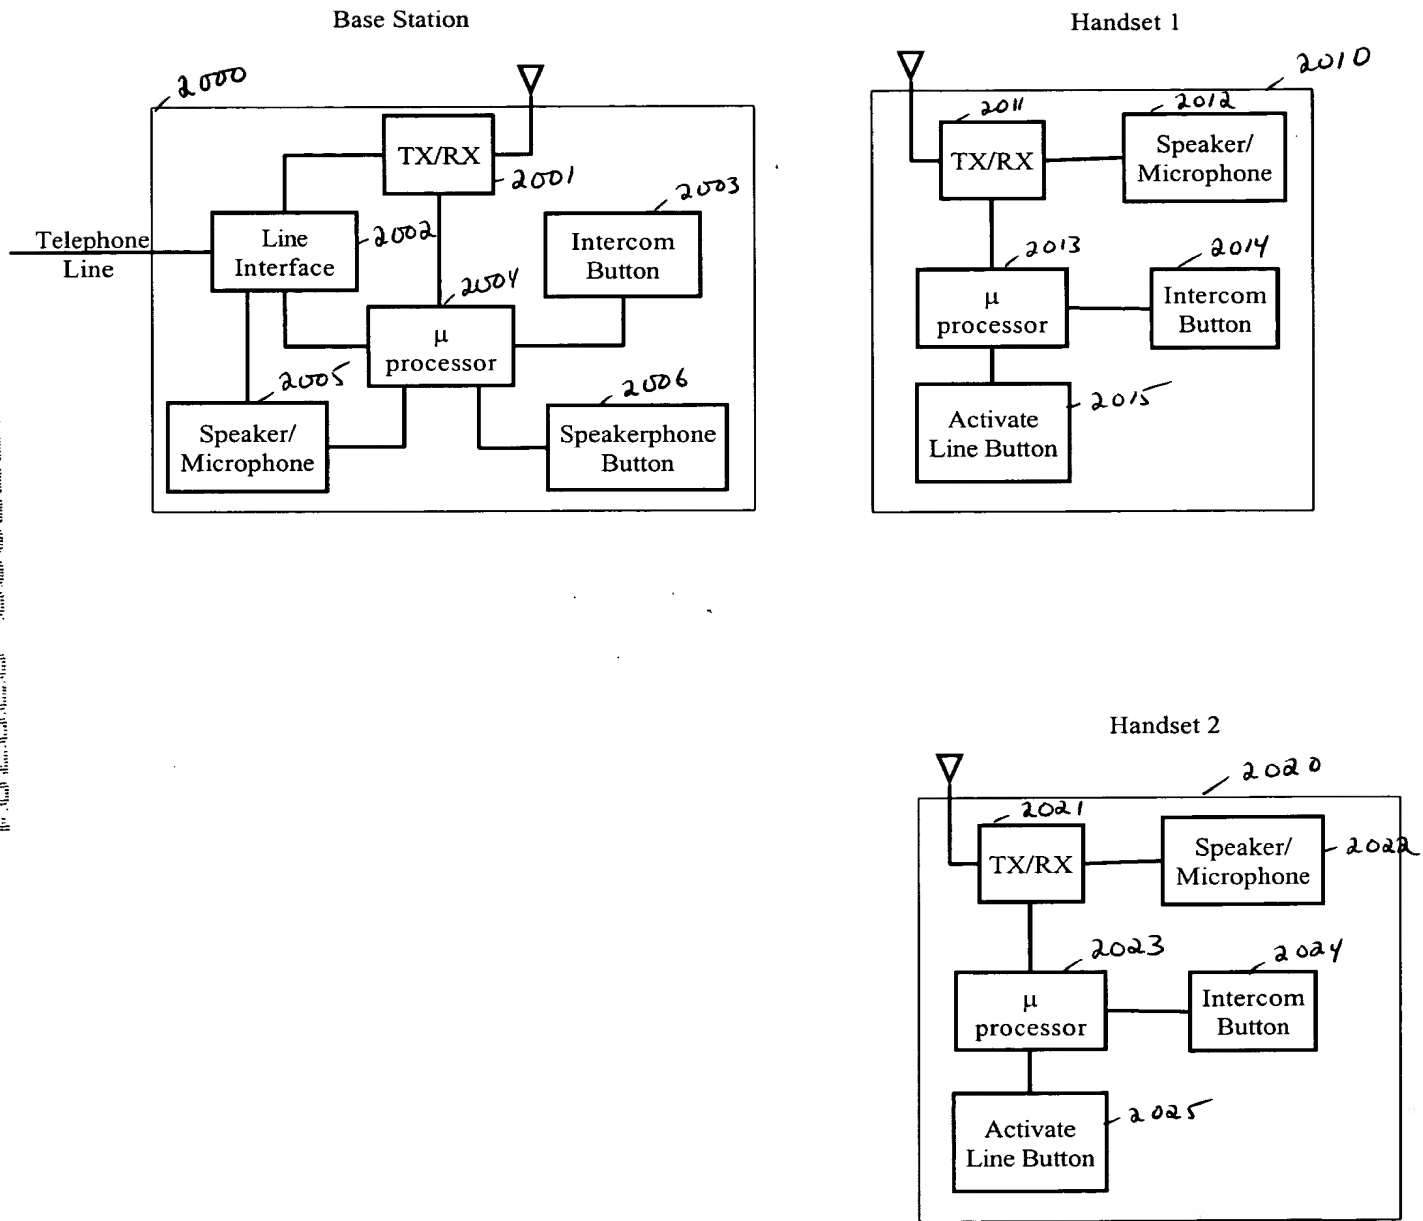 Base Station
2000
TX/RX
2001
Telephone
Line
Line
Interface
2002
2003
Intercom
Button
2004
μ
processor
2005
Speaker/
Microphone
2006
Speakerphone
Button
Handset 1
2010
2011
TX/RX
2012
Speaker/
Microphone
2013
μ
processor
2014
Intercom
Button
2015
Activate
Line Button
Handset 2
2020
2021
TX/RX
Speaker/
Microphone
2022
2023
μ
processor
2024
Intercom
Button
2025
Activate
Line Button